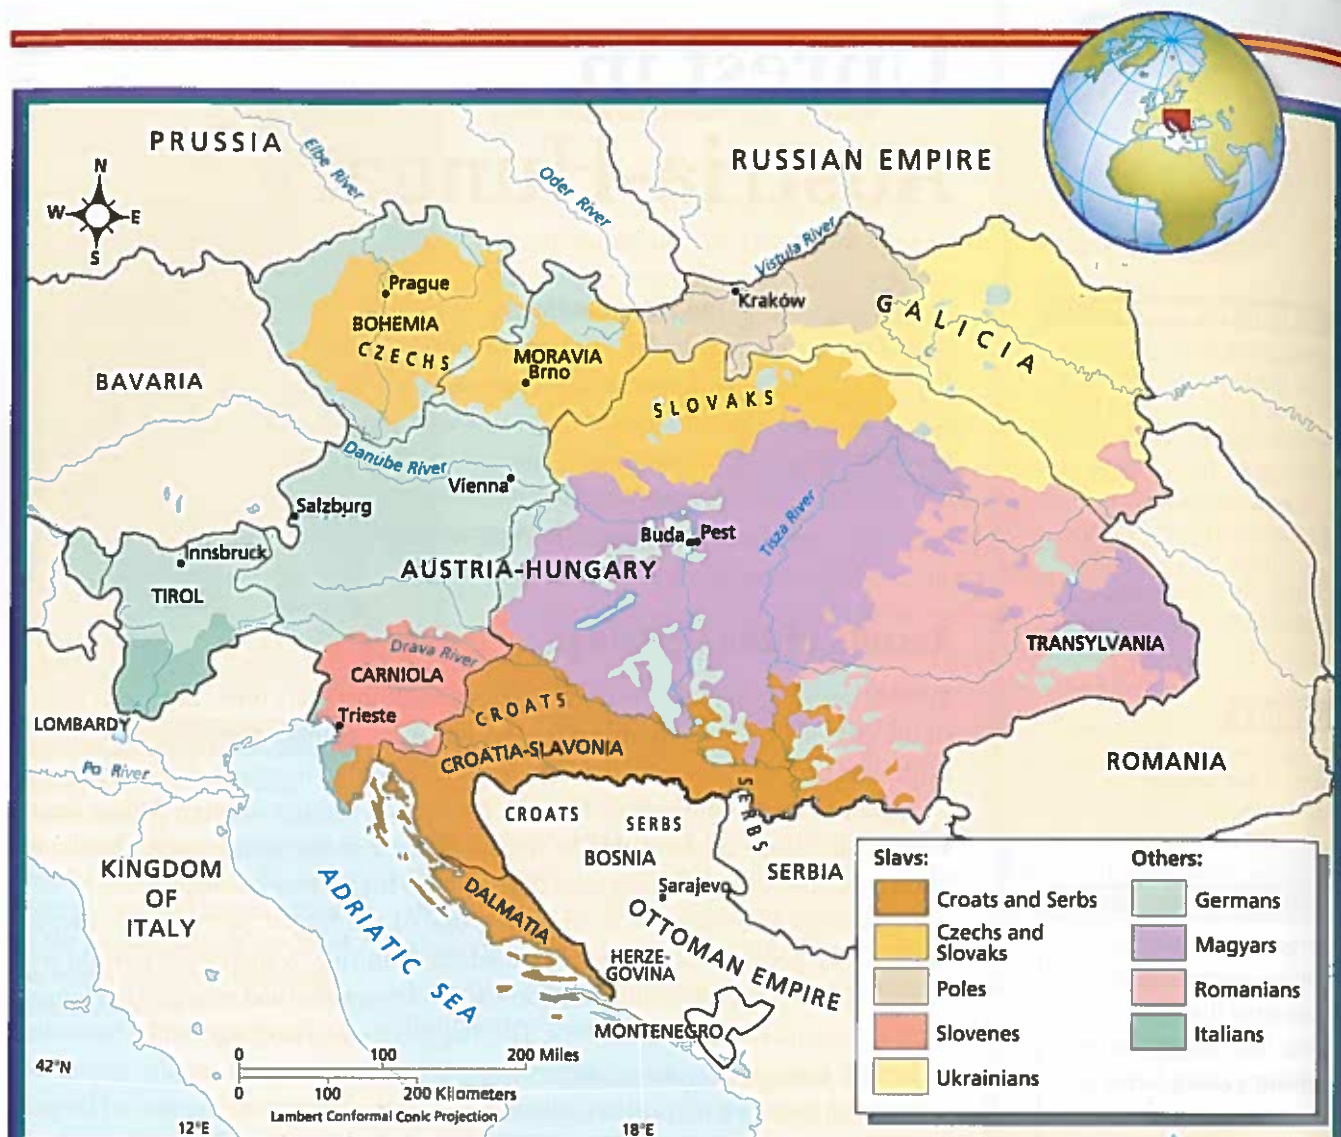 PRUSSIA
RUSSIAN EMPIRE
Elbe River
Oder River
Vistula River
N
W
E
S
Prague
BOHEMIA
CZECHS
MORAVIA
Brno
Kraków
GALICIA
BAVARIA
SLOVAKS
Danube River
Vienna
Salzburg
Innsbruck
TIROL
Buda
Pest
Tisza River
AUSTRIA-HUNGARY
Drava River
CARNIOLA
Trieste
TRANSYLVANIA
LOMBARDY
Po River
CROATS
CROATIA-SLAVONIA
ROMANIA
CROATS
SERBS
SERBS
BOSNIA
SERBIA
Sarajevo
KINGDOM
OF
ITALY
ADRIATIC SEA
DALMATIA
OTTOMAN EMPIRE
HERZE-
GOVINA
MONTENEGRO
Slavs:
Croats and Serbs
Czechs and
Slovaks
Poles
Slovenes
Ukrainians
Others:
Germans
Magyars
Romanians
Italians
0 100 200 Miles
0 100 200 Kilometers
Lambert Conformal Conic Projection
42°N
12°E
18°E